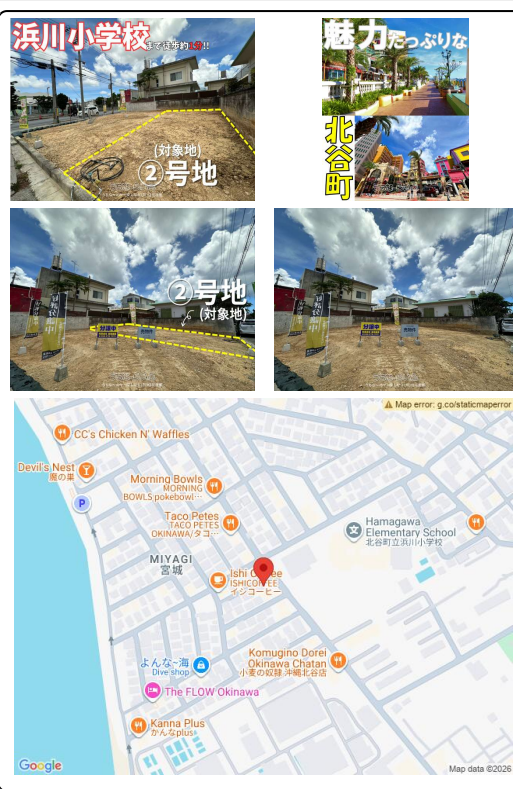 浜川小学校まで徒歩約2分!!
(対象地)
②号地
魅力たっぷりな
北谷町
②号地
(対象地)
分譲中
Map error: g.co/staticmaperror
CC's Chicken N' Waffles
Devil's Nest
魔の巣
P
Morning Bowls
MORNING
BOWLS pokebowl…
Taco Petes
TACO PETES
OKINAWA/タコ…
Hamagawa
Elementary School
北谷町立浜川小学校
MIYAGI
宮城
ISHICOFFEE
イシコーヒー
Komugino Dorei
Okinawa Chatan
小麦の奴隷 沖縄北谷店
よんな~海
Dive shop
The FLOW Okinawa
Kanna Plus
かんなplus
Google
Map data ©2026